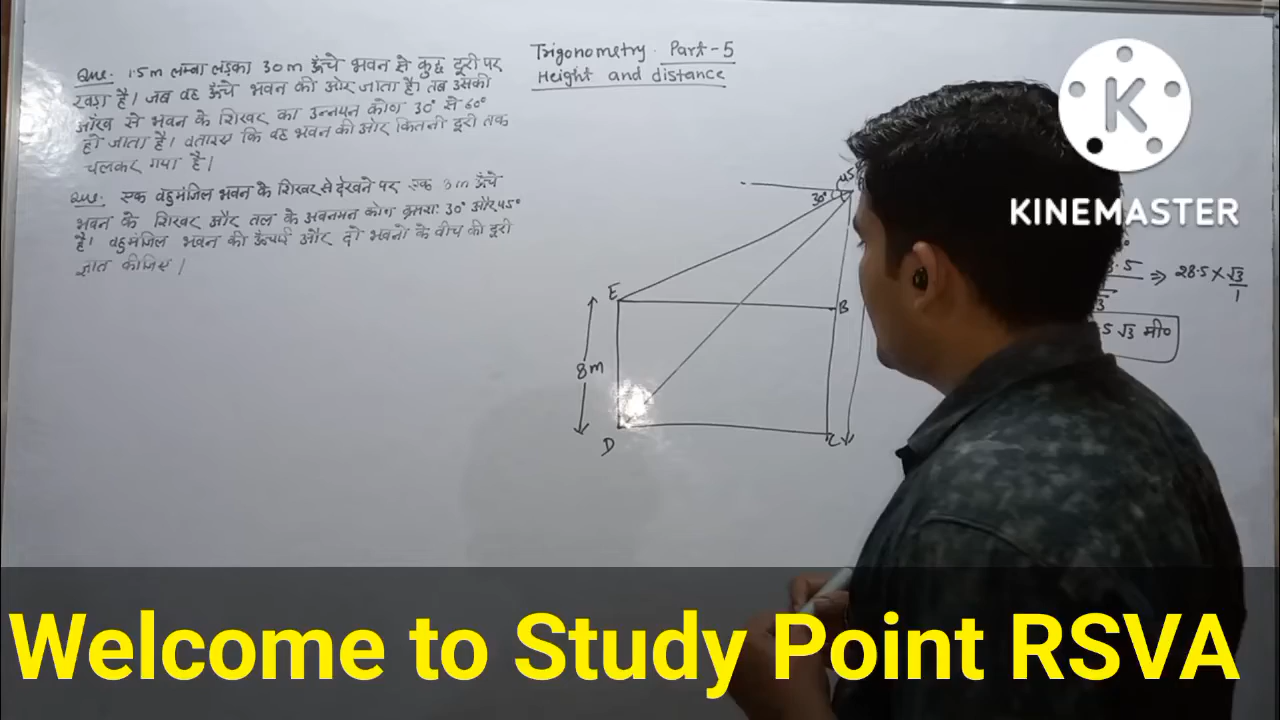 Trigonometry Part-5
Height and distance
Que. 1.5m लम्बा लड़का 30m ऊँचे भवन से कुछ दूरी पर
खड़ा है। जब वह ऊँचे भवन की ओर जाता है। तब उसकी
आँख से भवन के शिखर का उन्नयन कोण 30° से 60°
हो जाता है। बताइए कि वह भवन की ओर कितनी दूरी तक
चलकर गया है।
Que. एक बहुमंजिल भवन के शिखर से देखने पर एक 8m ऊँचे
भवन के शिखर और तल के अवनमन कोण क्रमशः 30° और 45°
है। बहुमंजिल भवन की ऊँचाई और दो भवनों के बीच की दूरी
ज्ञात कीजिए।
45
30°
E
B
8m
D
C
⇒ 28.5 × √3/1
5 √3 मी०
KINEMASTER
Welcome to Study Point RSVA